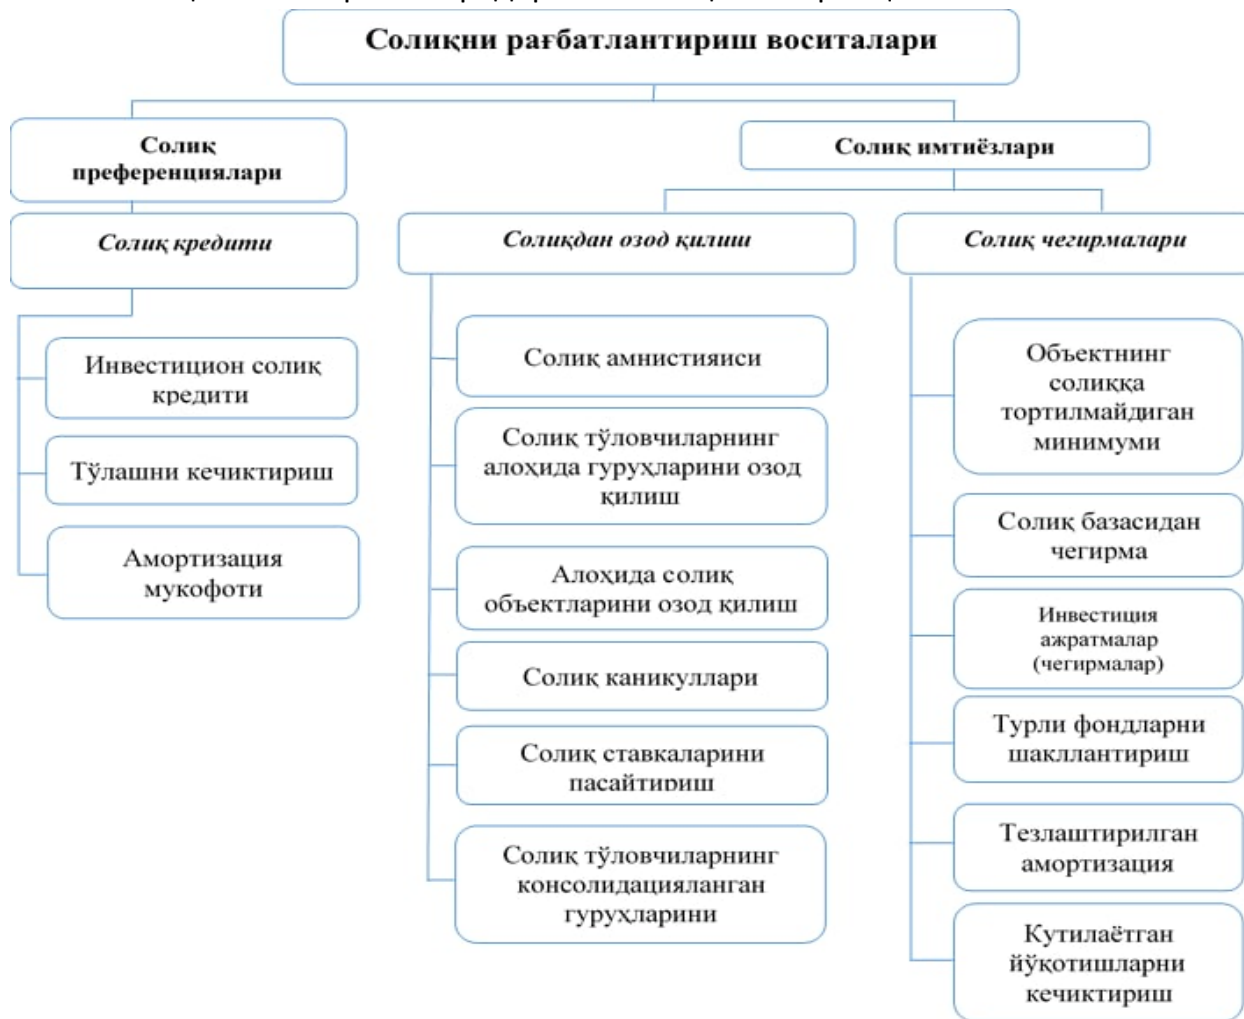 Солиқни рағбатлантириш воситалари
Солиқ
преференциялари
Солиқ имтиёзлари
Солиқ кредити
Солиқдан озод қилиш
Солиқ чегирмалари
Инвестицион солиқ
кредити
Тўлашни кечиктириш
Амортизация
мукофоти
Солиқ амнистияиси
Солиқ тўловчиларнинг
алоҳида гуруҳларини озод
қилиш
Алоҳида солиқ
объектларини озод қилиш
Солиқ каникуллари
Солиқ ставкаларини
пасайтириш
Солиқ тўловчиларнинг
консолидацияланган
гуруҳларини
Объектнинг
солиққа
тортилмайдиган
минимуми
Солиқ базасидан
чегирма
Инвестиция
ажратмалар
(чегирмалар)
Турли фондларни
шакллантириш
Тезлаштирилган
амортизация
Кутилаётган
йўқотишларни
кечиктириш